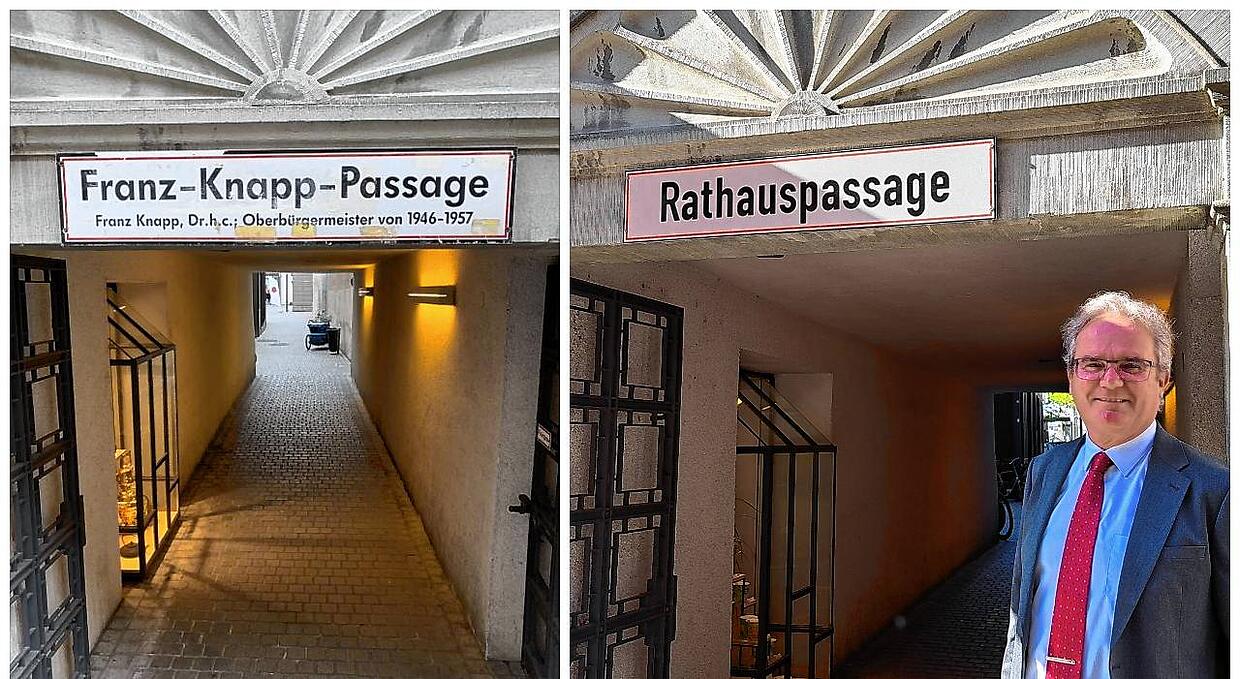 Franz-Knapp-Passage
Franz Knapp, Dr.h.c.; Oberbürgermeister von 1946-1957
Rathauspassage